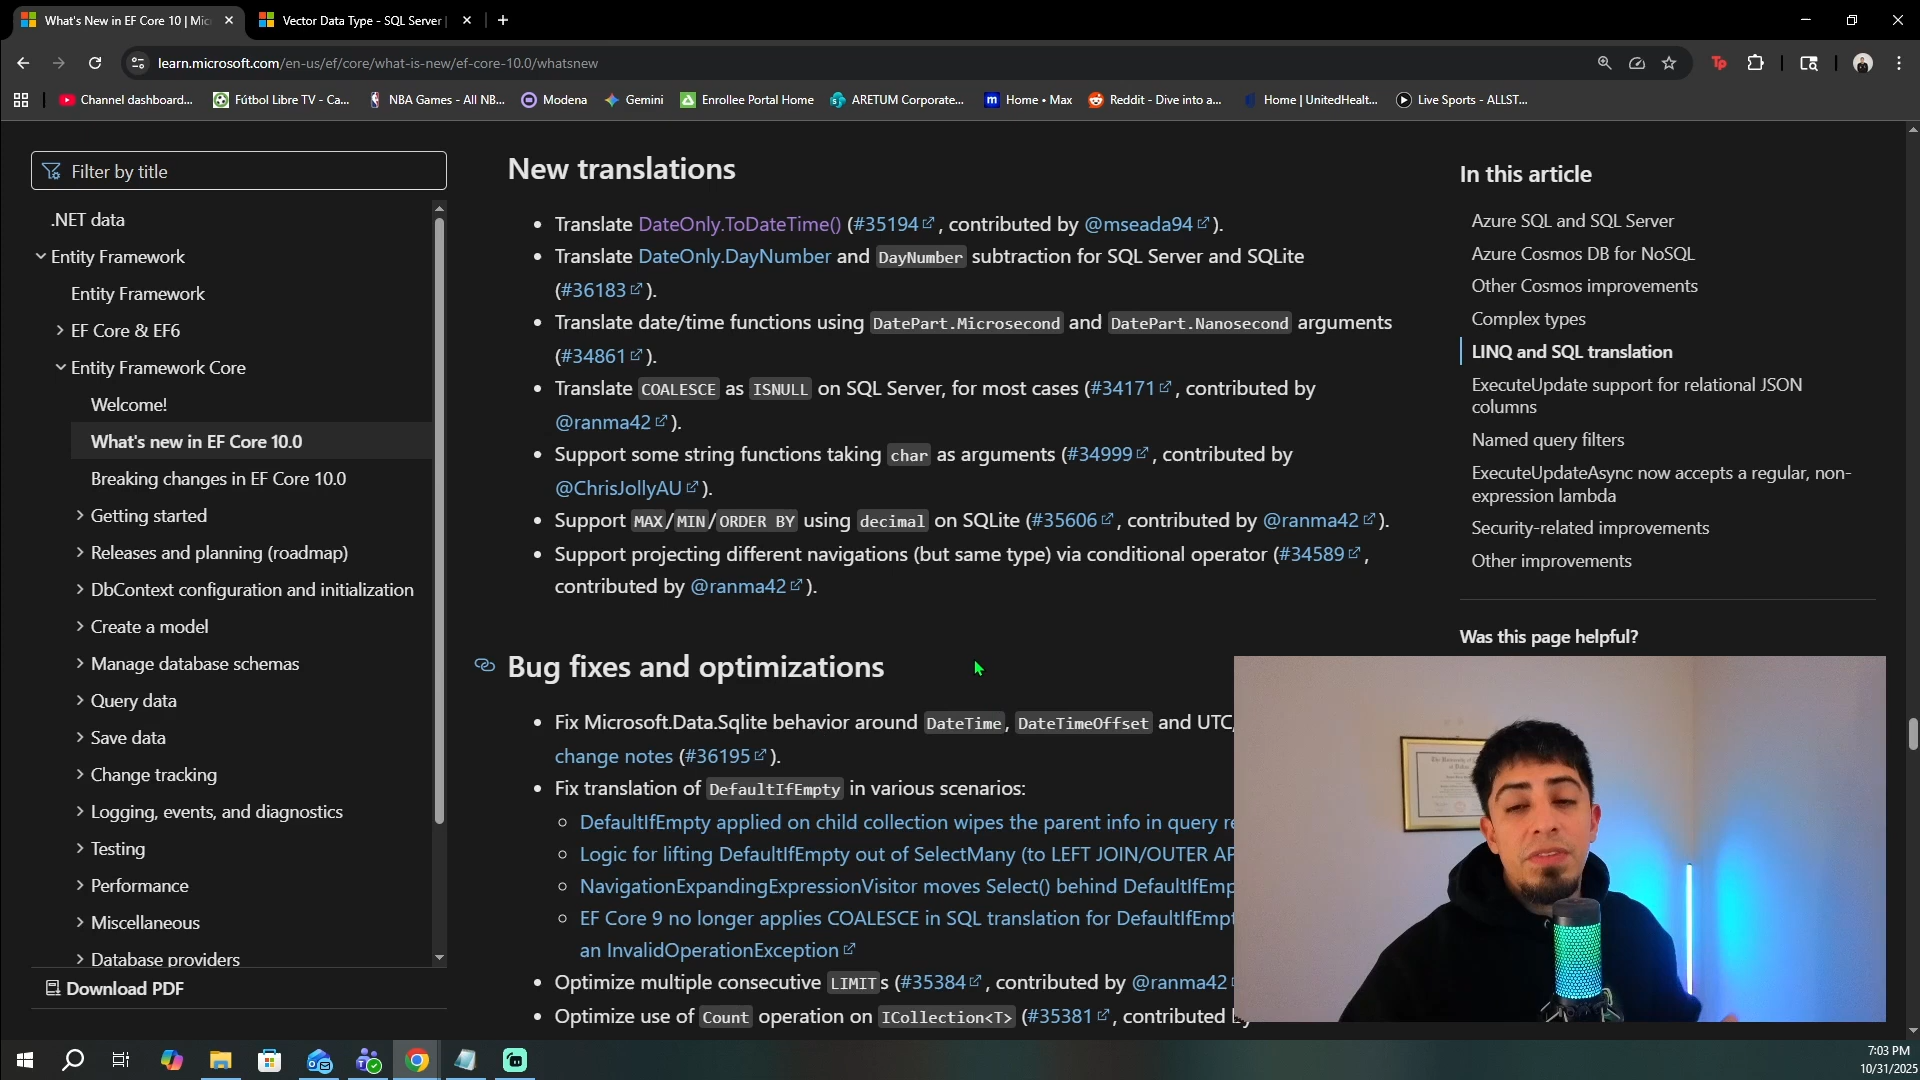 What's New in EF Core 10 | Mic
Vector Data Type - SQL Server
learn.microsoft.com/en-us/ef/core/what-is-new/ef-core-10.0/whatsnew
Channel dashboard...
Fútbol Libre TV - Ca...
NBA Games - All NB...
Modena
Gemini
Enrollee Portal Home
ARETUM Corporate...
Home • Max
Reddit - Dive into a...
Home | UnitedHealt...
Live Sports - ALLST...
Filter by title
.NET data
Entity Framework
Entity Framework
EF Core & EF6
Entity Framework Core
Welcome!
What's new in EF Core 10.0
Breaking changes in EF Core 10.0
Getting started
Releases and planning (roadmap)
DbContext configuration and initialization
Create a model
Manage database schemas
Query data
Save data
Change tracking
Logging, events, and diagnostics
Testing
Performance
Miscellaneous
Database providers
Download PDF
New translations
• Translate DateOnly.ToDateTime() (#35194, contributed by @mseada94).
• Translate DateOnly.DayNumber and DayNumber subtraction for SQL Server and SQLite
(#36183).
• Translate date/time functions using DatePart.Microsecond and DatePart.Nanosecond arguments
(#34861).
• Translate COALESCE as ISNULL on SQL Server, for most cases (#34171, contributed by
@ranma42).
• Support some string functions taking char as arguments (#34999, contributed by
@ChrisJollyAU).
• Support MAX/MIN/ORDER BY using decimal on SQLite (#35606, contributed by @ranma42).
• Support projecting different navigations (but same type) via conditional operator (#34589,
contributed by @ranma42).
Bug fixes and optimizations
• Fix Microsoft.Data.Sqlite behavior around DateTime, DateTimeOffset and UTC,
change notes (#36195).
• Fix translation of DefaultIfEmpty in various scenarios:
DefaultIfEmpty applied on child collection wipes the parent info in query re
Logic for lifting DefaultIfEmpty out of SelectMany (to LEFT JOIN/OUTER AP
NavigationExpandingExpressionVisitor moves Select() behind DefaultIfEmp
EF Core 9 no longer applies COALESCE in SQL translation for DefaultIfEmpt
an InvalidOperationException
• Optimize multiple consecutive LIMITs (#35384, contributed by @ranma42
• Optimize use of Count operation on ICollection<T> (#35381, contributed by
In this article
Azure SQL and SQL Server
Azure Cosmos DB for NoSQL
Other Cosmos improvements
Complex types
LINQ and SQL translation
ExecuteUpdate support for relational JSON
columns
Named query filters
ExecuteUpdateAsync now accepts a regular, non-
expression lambda
Security-related improvements
Other improvements
Was this page helpful?
7:03 PM
10/31/2025